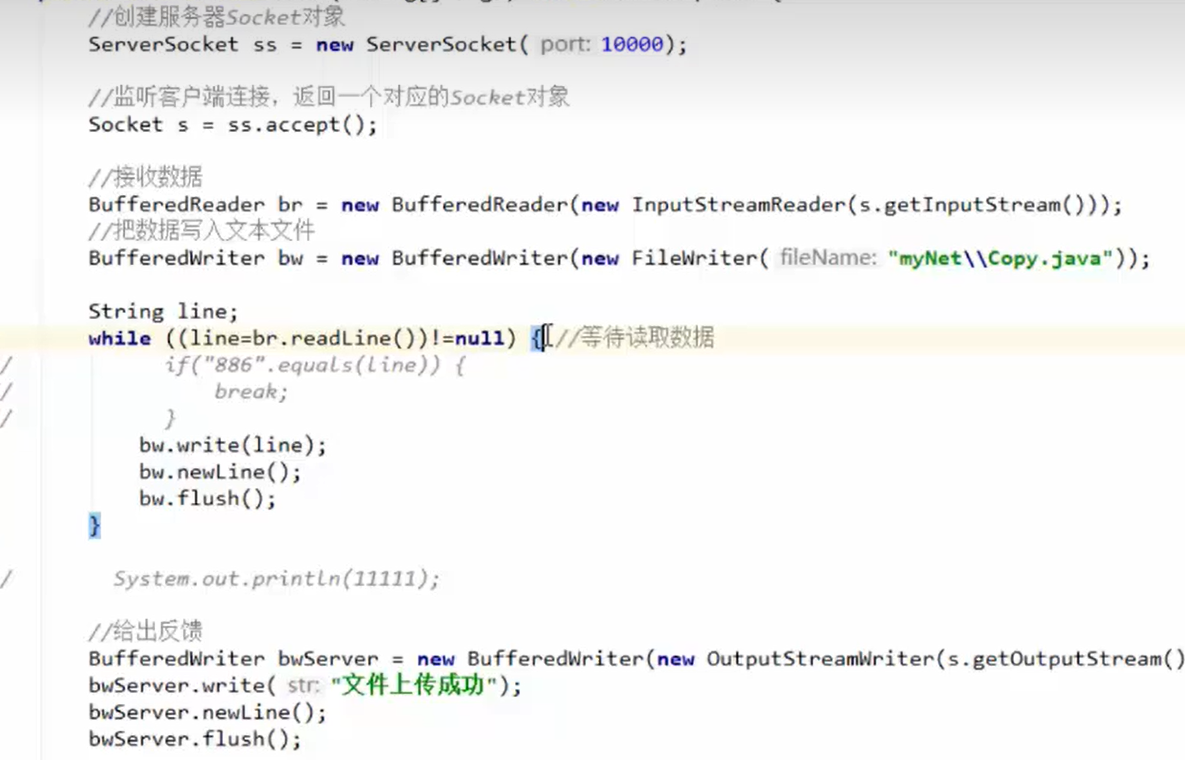 //创建服务器Socket对象
ServerSocket ss = new ServerSocket( port: 10000);
//监听客户端连接，返回一个对应的Socket对象
Socket s = ss.accept();
//接收数据
BufferedReader br = new BufferedReader(new InputStreamReader(s.getInputStream()));
//把数据写入文本文件
BufferedWriter bw = new BufferedWriter(new FileWriter( fileName: "myNet\\Copy.java"));
String line;
while ((line=br.readLine())!=null) { //等待读取数据
/ if("886".equals(line)) {
/ break;
/ }
bw.write(line);
bw.newLine();
bw.flush();
}
/ System.out.println(11111);
//给出反馈
BufferedWriter bwServer = new BufferedWriter(new OutputStreamWriter(s.getOutputStream()
bwServer.write( str: "文件上传成功");
bwServer.newLine();
bwServer.flush();